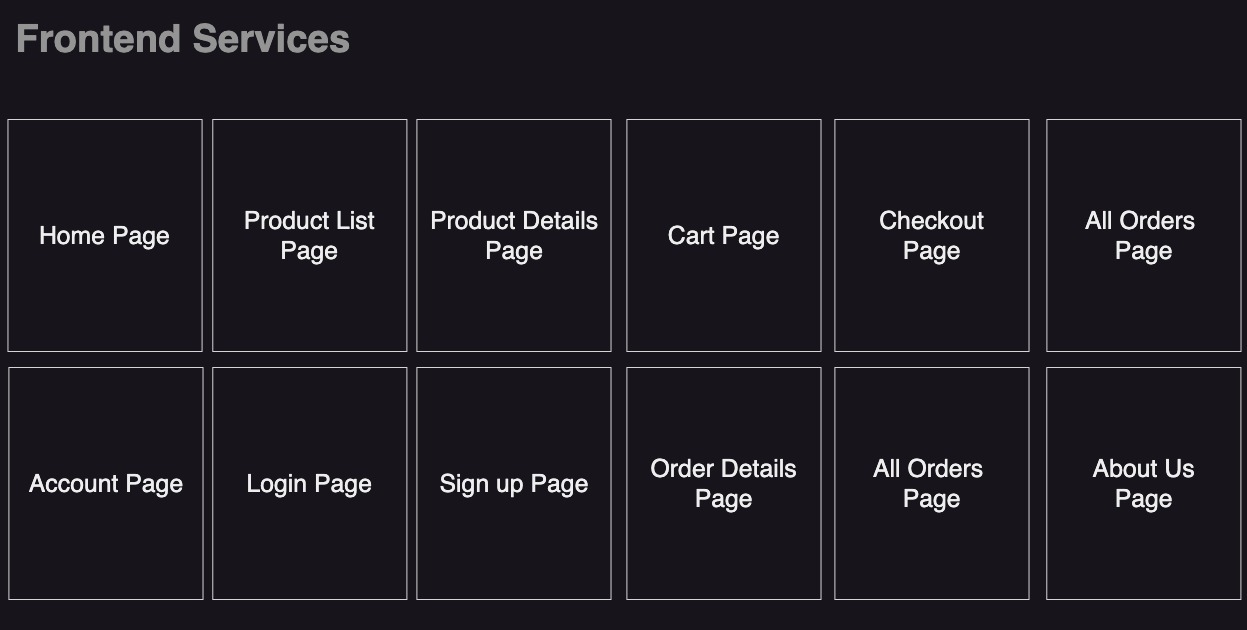 Frontend Services
Home Page
Product List
Page
Product Details
Page
Cart Page
Checkout
Page
All Orders
Page
Account Page
Login Page
Sign up Page
Order Details
Page
All Orders
Page
About Us
Page